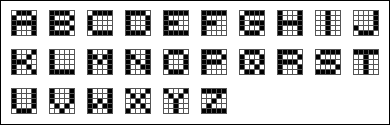 A B C D E F G H I J
K L M N O P Q R S T
U V W X Y Z